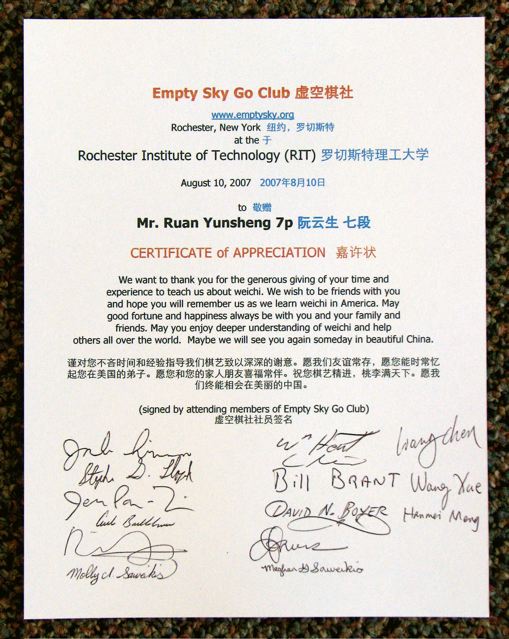 Empty Sky Go Club 虚空棋社
www.emptysky.org
Rochester, New York 纽约，罗切斯特
at the 于
Rochester Institute of Technology (RIT) 罗切斯特理工大学
August 10, 2007 2007年8月10日
to 敬赠
Mr. Ruan Yunsheng 7p 阮云生 七段
CERTIFICATE of APPRECIATION 嘉许状
We want to thank you for the generous giving of your time and
experience to teach us about weichi. We wish to be friends with you
and hope you will remember us as we learn weichi in America. May
good fortune and happiness always be with you and your family and
friends. May you enjoy deeper understanding of weichi and help
others all over the world. Maybe we will see you again someday in beautiful China.
谨对您不吝时间和经验指导我们棋艺致以深深的谢意。愿我们友谊常存，愿您能时常忆
起您在美国的弟子。愿您和您的家人朋友喜福常伴。祝您棋艺精进，桃李满天下。愿我
们终能相会在美丽的中国。
(signed by attending members of Empty Sky Go Club)
虚空棋社社员签名
Liang Chen
Bill BRANT Wang Xue
DAVID N. BOYER Hanmei Meng
Molly A. Saweikis